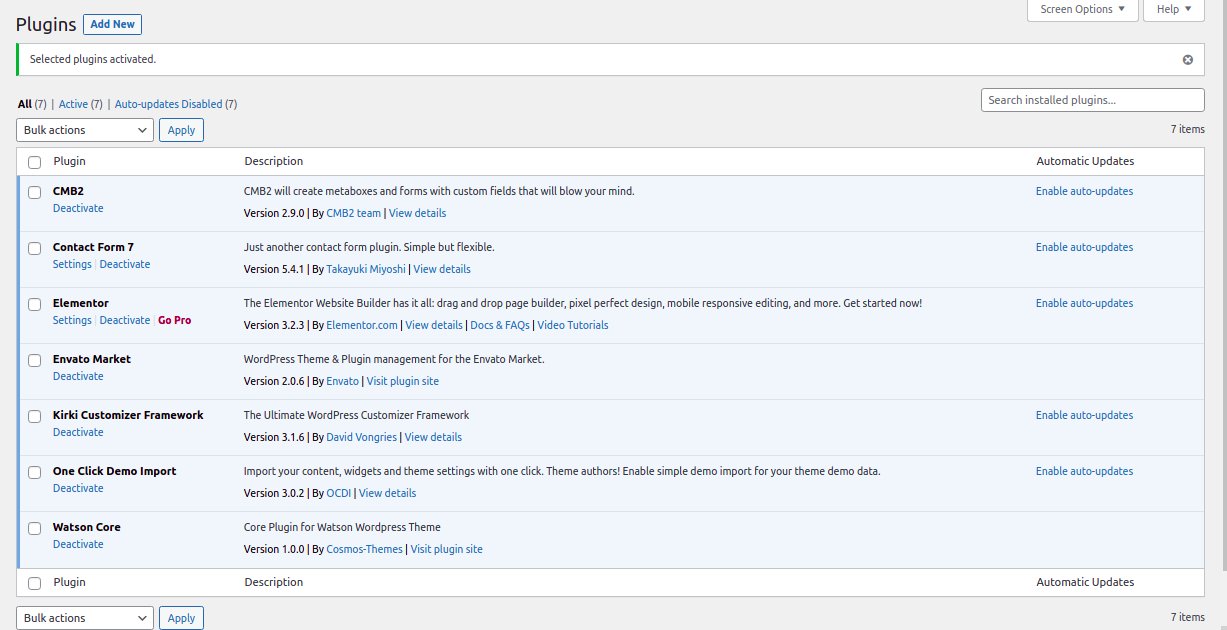 Plugins Add New Screen Options ▼ Help ▼
Selected plugins activated.
All (7) | Active (7) | Auto-updates Disabled (7)
Search installed plugins...
Bulk actions Apply 7 items
Plugin Description Automatic Updates
CMB2 CMB2 will create metaboxes and forms with custom fields that will blow your mind. Enable auto-updates
Deactivate Version 2.9.0 | By CMB2 team | View details
Contact Form 7 Just another contact form plugin. Simple but flexible. Enable auto-updates
Settings | Deactivate Version 5.4.1 | By Takayuki Miyoshi | View details
Elementor The Elementor Website Builder has it all: drag and drop page builder, pixel perfect design, mobile responsive editing, and more. Get started now! Enable auto-updates
Settings | Deactivate | Go Pro Version 3.2.3 | By Elementor.com | View details | Docs & FAQs | Video Tutorials
Envato Market WordPress Theme & Plugin management for the Envato Market.
Deactivate Version 2.0.6 | By Envato | Visit plugin site
Kirki Customizer Framework The Ultimate WordPress Customizer Framework Enable auto-updates
Deactivate Version 3.1.6 | By David Vongries | View details
One Click Demo Import Import your content, widgets and theme settings with one click. Theme authors! Enable simple demo import for your theme demo data. Enable auto-updates
Deactivate Version 3.0.2 | By OCDI | View details
Watson Core Core Plugin for Watson Wordpress Theme
Deactivate Version 1.0.0 | By Cosmos-Themes | Visit plugin site
Plugin Description Automatic Updates
Bulk actions Apply 7 items